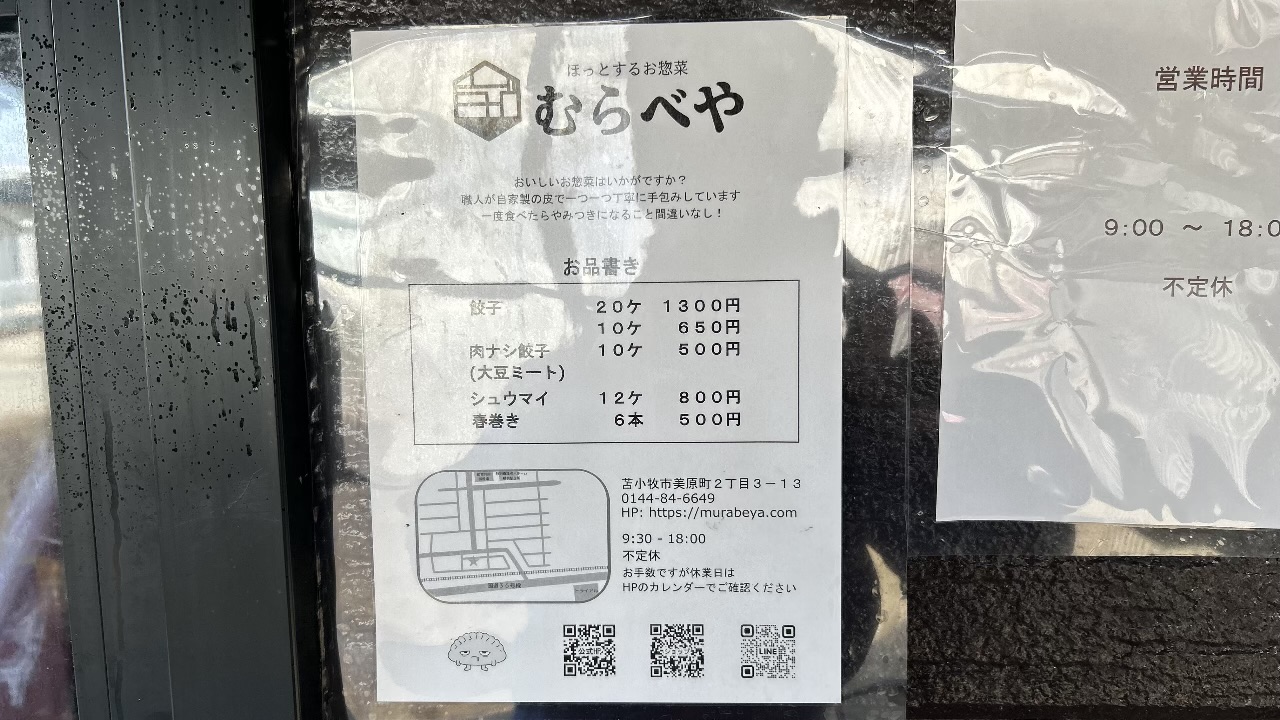 ほっとするお惣菜
むらべや
おいしいお惣菜はいかがですか？
職人が自家製の皮で一つ一つ丁寧に手包みしています
一度食べたらやみつきになること間違いなし！
お品書き
餃子 ２０ケ １３００円
１０ケ ６５０円
肉ナシ餃子 １０ケ ５００円
(大豆ミート)
シュウマイ １２ケ ８００円
春巻き ６本 ５００円
苫小牧市美原町２丁目３－１３
0144-84-6649
HP: https://murabeya.com
9:30 - 18:00
不定休
お手数ですが休業日は
HPのカレンダーでご確認ください
公式HP
LINE
営業時間
9:00 ～ 18:0
不定休